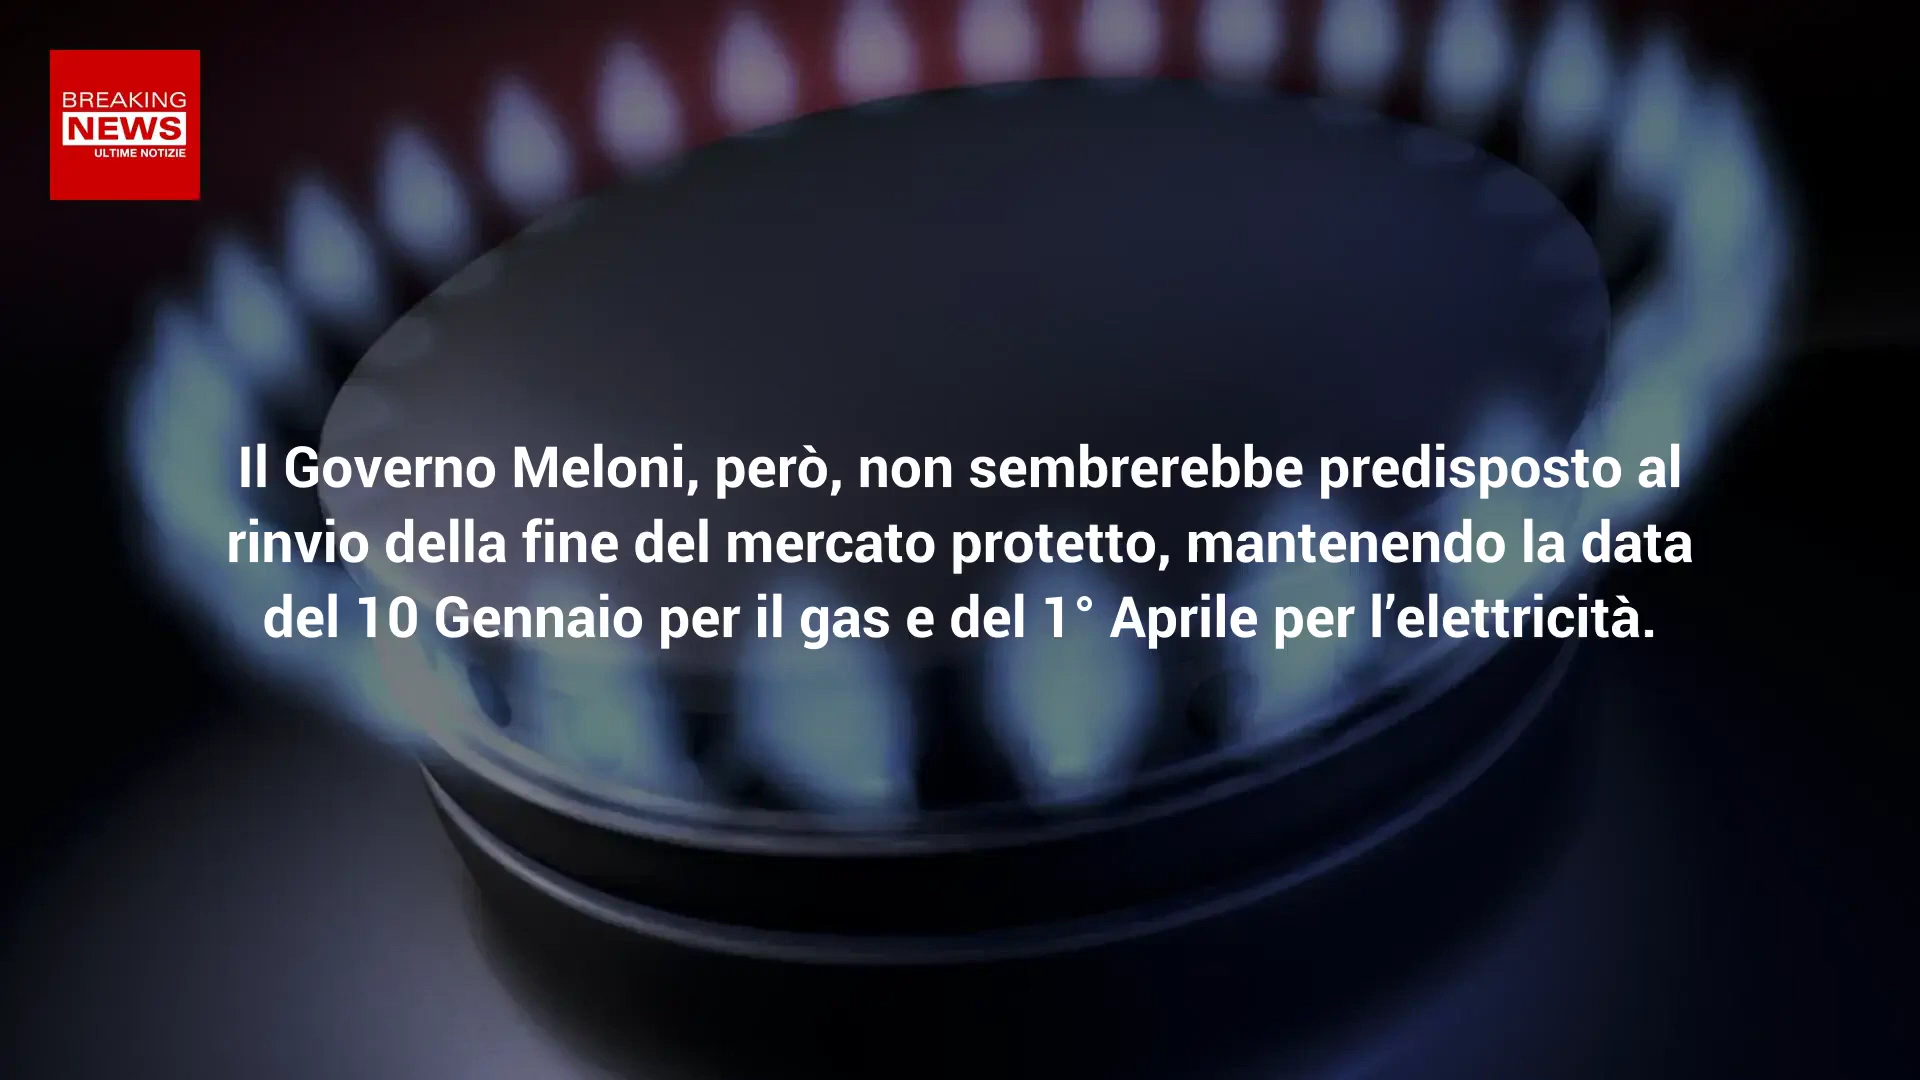 BREAKING
NEWS
ULTIME NOTIZIE
Il Governo Meloni, però, non sembrerebbe predisposto al
rinvio della fine del mercato protetto, mantenendo la data
del 10 Gennaio per il gas e del 1° Aprile per l’elettricità.